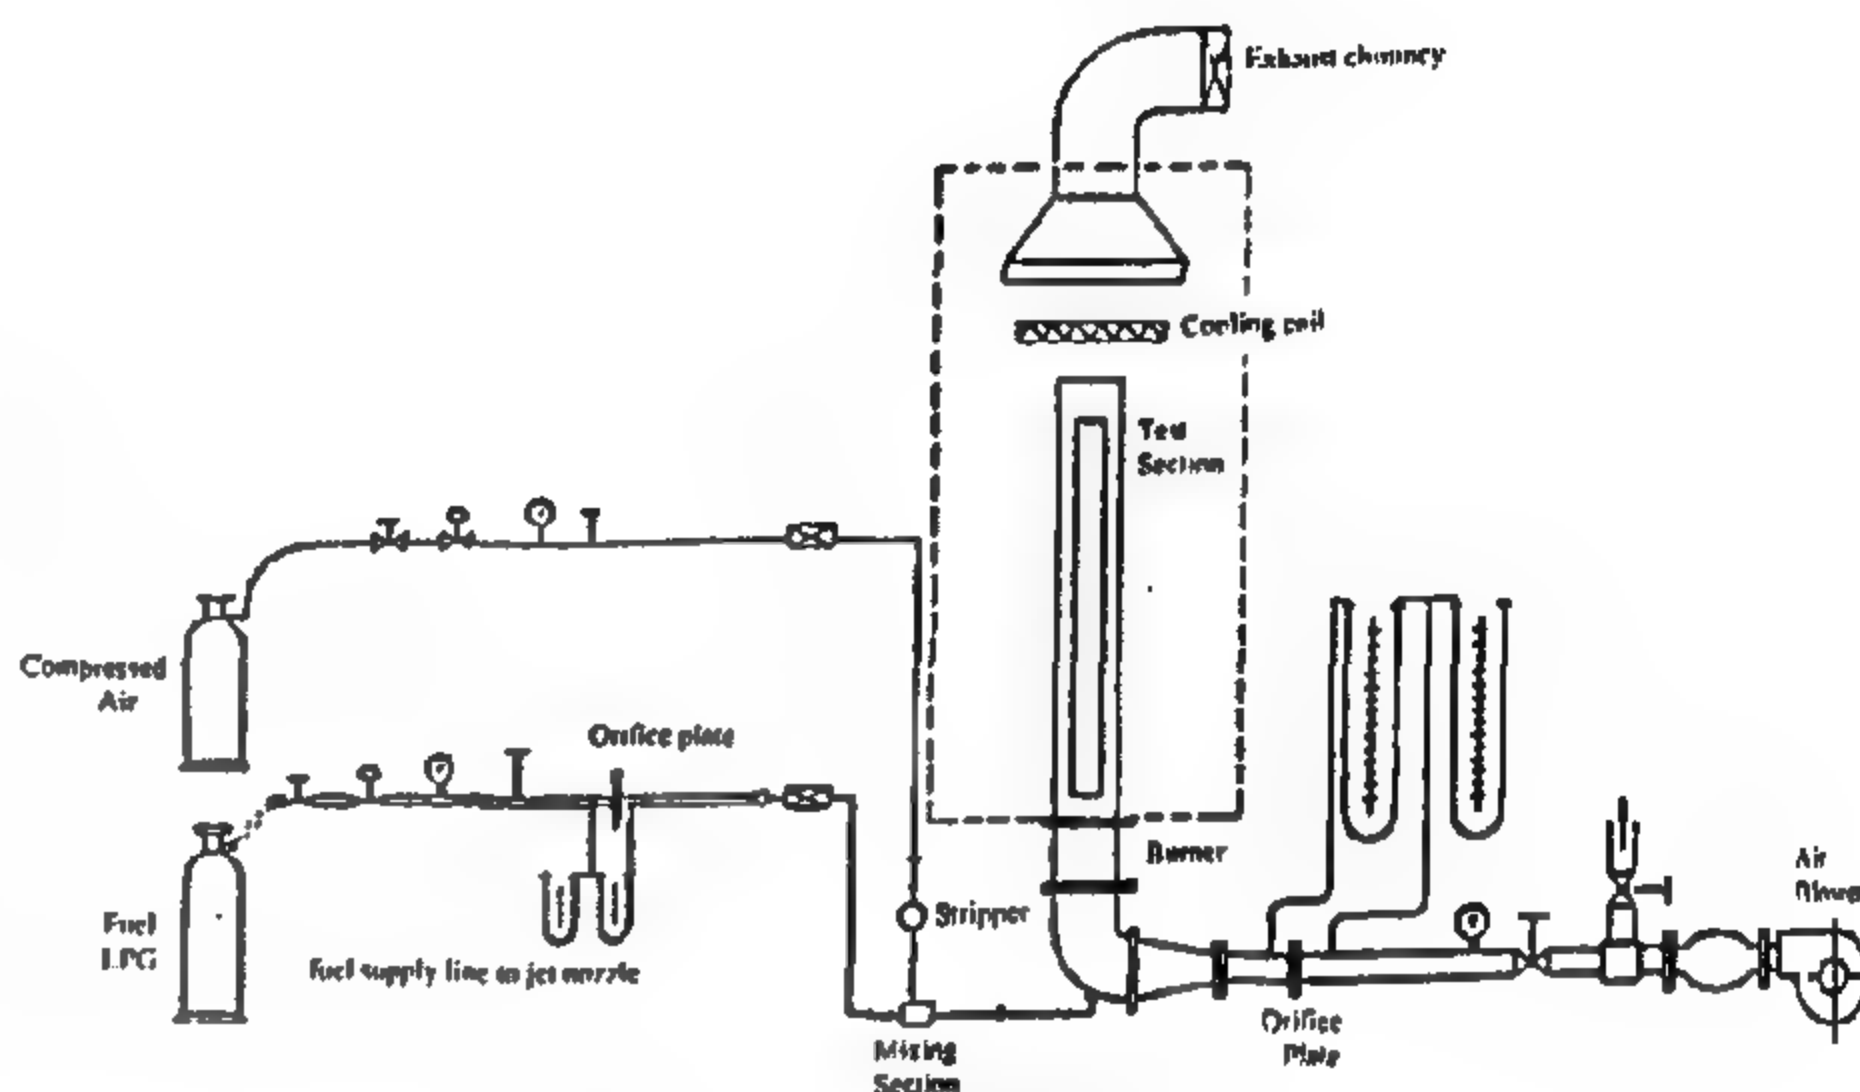 Exhaust chimney
Cooling coil
Test
Section
Compressed
Air
Orifice plate
Burner
Air
Fuel
LPG
Stripper
fuel supply line to jet nozzle
Orifice
Plate
Mixing
Section